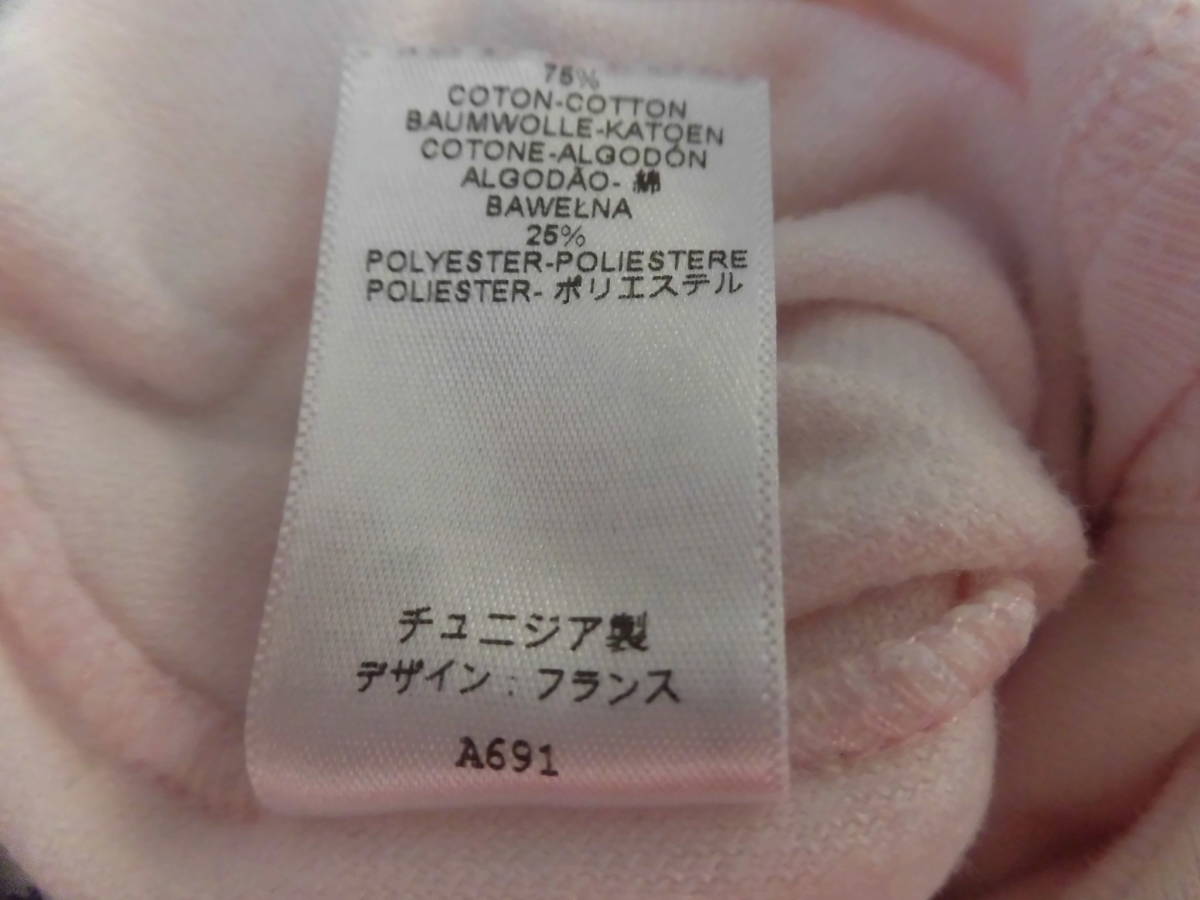 75%
COTON-COTTON
BAUMWOLLE-KATOEN
COTONE-ALGODÓN
ALGODÃO- 綿
BAWEŁNA
25%
POLYESTER-POLIESTERE
POLIESTER- ポリエステル
チュニジア製
デザイン : フランス
A691